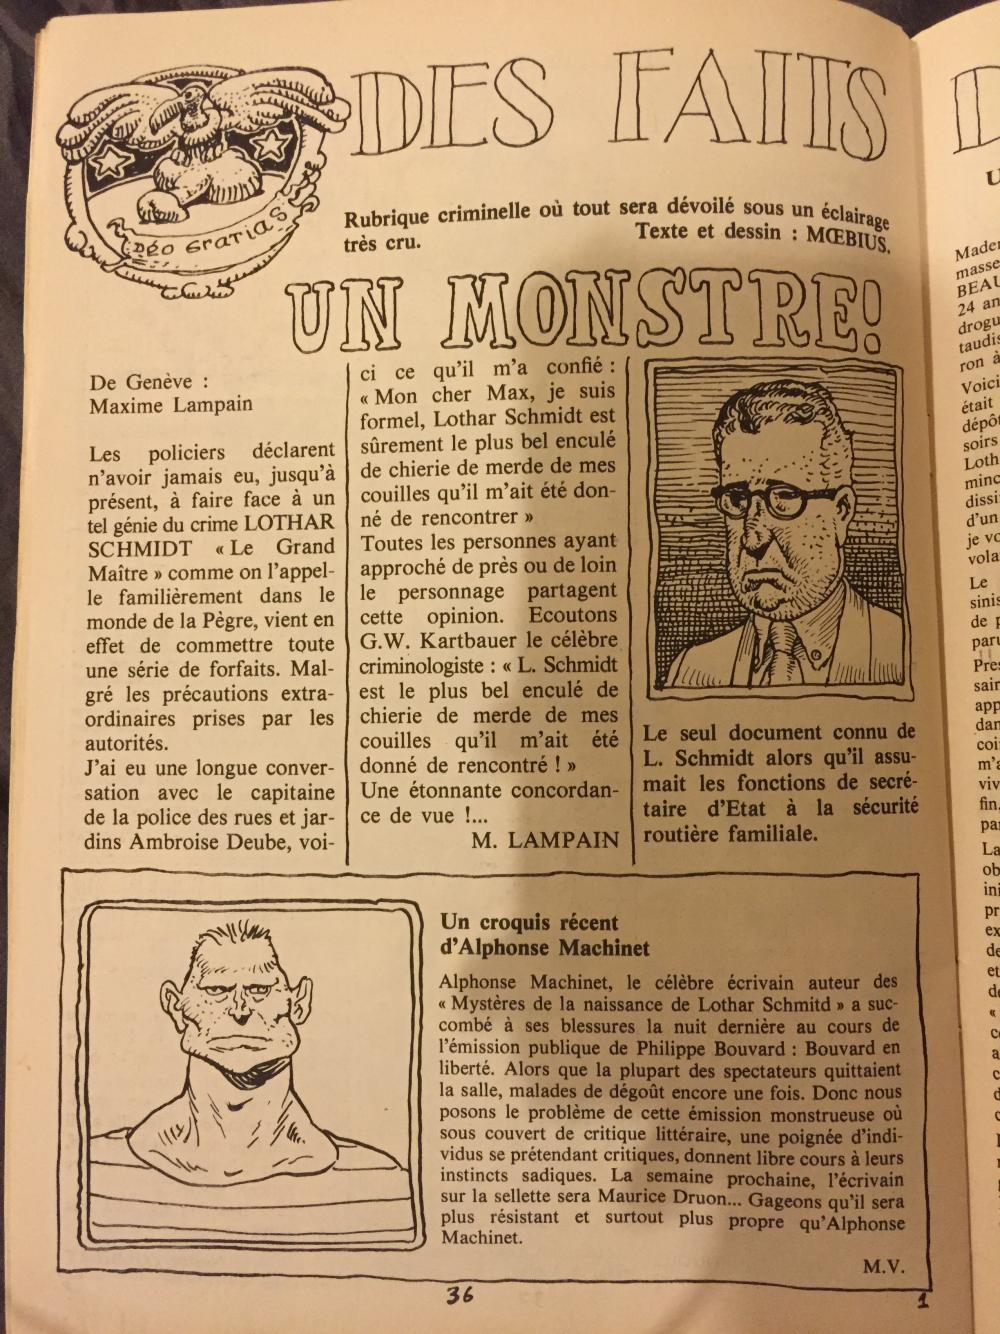 DES FAITS
DÉO GRATIAS
Rubrique criminelle où tout sera dévoilé sous un éclairage
très cru.
Texte et dessin : MŒBIUS.
UN MONSTRE!
De Genève :
Maxime Lampain
Les policiers déclarent
n'avoir jamais eu, jusqu'à
présent, à faire face à un
tel génie du crime LOTHAR
SCHMIDT « Le Grand
Maître » comme on l'appel-
le familièrement dans le
monde de la Pègre, vient en
effet de commettre toute
une série de forfaits. Mal-
gré les précautions extra-
ordinaires prises par les
autorités.
J'ai eu une longue conver-
sation avec le capitaine
de la police des rues et jar-
dins Ambroise Deube, voi-
ci ce qu'il m'a confié :
« Mon cher Max, je suis
formel, Lothar Schmidt est
sûrement le plus bel enculé
de chierie de merde de mes
couilles qu'il m'ait été don-
né de rencontrer »
Toutes les personnes ayant
approché de près ou de loin
le personnage partagent
cette opinion. Ecoutons
G.W. Kartbauer le célèbre
criminologiste : « L. Schmidt
est le plus bel enculé de
chierie de merde de mes
couilles qu'il m'ait été
donné de rencontré ! »
Une étonnante concordan-
ce de vue !...
M. LAMPAIN
Le seul document connu de
L. Schmidt alors qu'il assu-
mait les fonctions de secré-
taire d'Etat à la sécurité
routière familiale.
Un croquis récent
d'Alphonse Machinet
Alphonse Machinet, le célèbre écrivain auteur des
« Mystères de la naissance de Lothar Schmitd » a suc-
combé à ses blessures la nuit dernière au cours de
l'émission publique de Philippe Bouvard : Bouvard en
liberté. Alors que la plupart des spectateurs quittaient
la salle, malades de dégoût encore une fois. Donc nous
posons le problème de cette émission monstrueuse où
sous couvert de critique littéraire, une poignée d'indi-
vidus se prétendant critiques, donnent libre cours à leurs
instincts sadiques. La semaine prochaine, l'écrivain
sur la sellette sera Maurice Druon... Gageons qu'il sera
plus résistant et surtout plus propre qu'Alphonse
Machinet.
M.V.
36
1